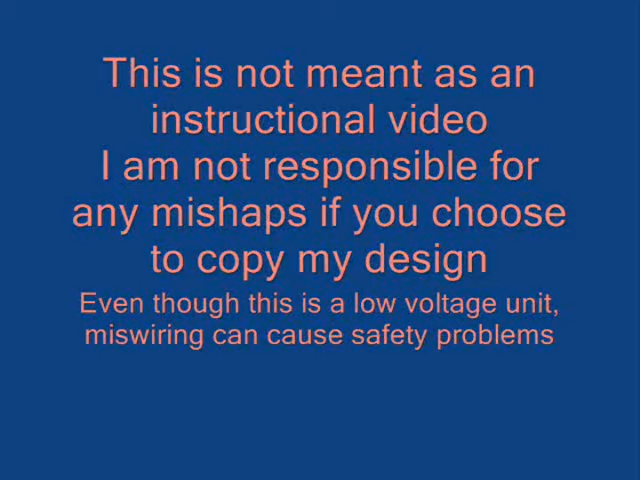 This is not meant as an
instructional video
I am not responsible for
any mishaps if you choose
to copy my design
Even though this is a low voltage unit,
miswiring can cause safety problems